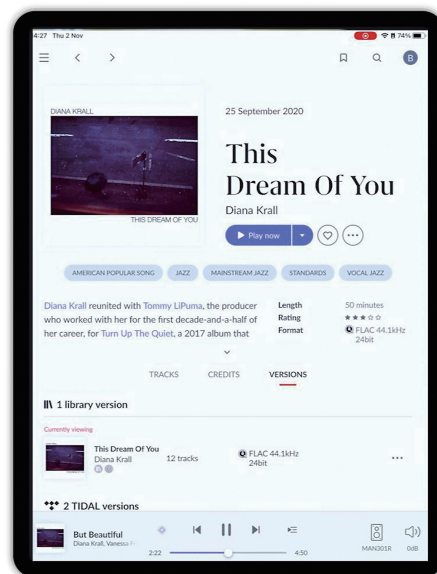 4:27 Thu 2 Nov
74%
B
DIANA KRALL
THIS DREAM OF YOU
25 September 2020
This
Dream Of You
Diana Krall
Play now
AMERICAN POPULAR SONG
JAZZ
MAINSTREAM JAZZ
STANDARDS
VOCAL JAZZ
Diana Krall reunited with Tommy LiPuma, the producer
who worked with her for the first decade-and-a-half of
her career, for Turn Up The Quiet, a 2017 album that
Length 50 minutes
Rating ★★★☆☆
Format FLAC 44.1kHz
24bit
TRACKS CREDITS VERSIONS
1 library version
Currently viewing
This Dream Of You
Diana Krall
12 tracks
FLAC 44.1kHz
24bit
2 TIDAL versions
But Beautiful
Diana Krall, Vanessa
2:22
4:50
MAN301R
0dB